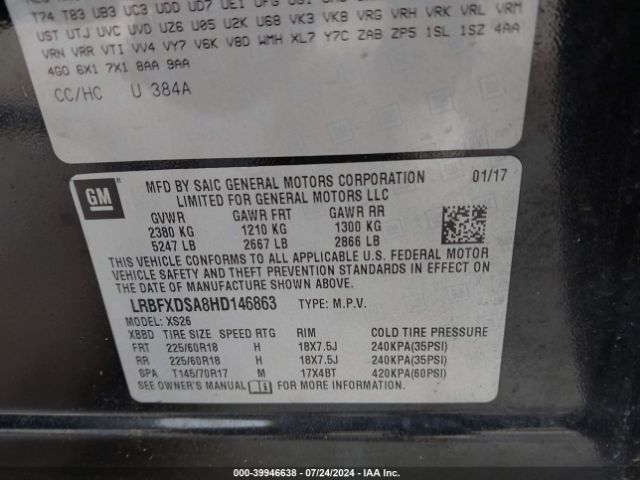 T74 T83 UB3 UC3 UDD UD7 UE1 UFG UG1
UST UTJ UVC UVD UZ6 U05 U2K U68 VK3 VK8 VRG VRH VRK VRL VRM
VRN VRR VTI VV4 VY7 V6K V8D WMH XL7 Y7C ZAB ZP5 1SL 1SZ 4AA
4G0 6X1 7X1 8AA 9AA
CC/HC U 384A
GM
MFD BY SAIC GENERAL MOTORS CORPORATION 01/17
LIMITED FOR GENERAL MOTORS LLC
GVWR GAWR FRT GAWR RR
2380 KG 1210 KG 1300 KG
5247 LB 2667 LB 2866 LB
THIS VEHICLE CONFORMS TO ALL APPLICABLE U.S. FEDERAL MOTOR
VEHICLE SAFETY STANDARDS IN EFFECT ON THE
DATE OF MANUFACTURE SHOWN ABOVE.
LRBFXDSA8HD146863 TYPE: M.P.V.
MODEL: XS26
XBBD TIRE SIZE SPEED RTG RIM COLD TIRE PRESSURE
FRT 225/60R18 H 18X7.5J 240KPA(35PSI)
RR 225/60R18 H 18X7.5J 240KPA(35PSI)
SPA T145/70R17 M 17X4BT 420KPA(60PSI)
SEE OWNER'S MANUAL FOR MORE INFORMATION
000-39946638 - 07/24/2024 - IAA Inc.